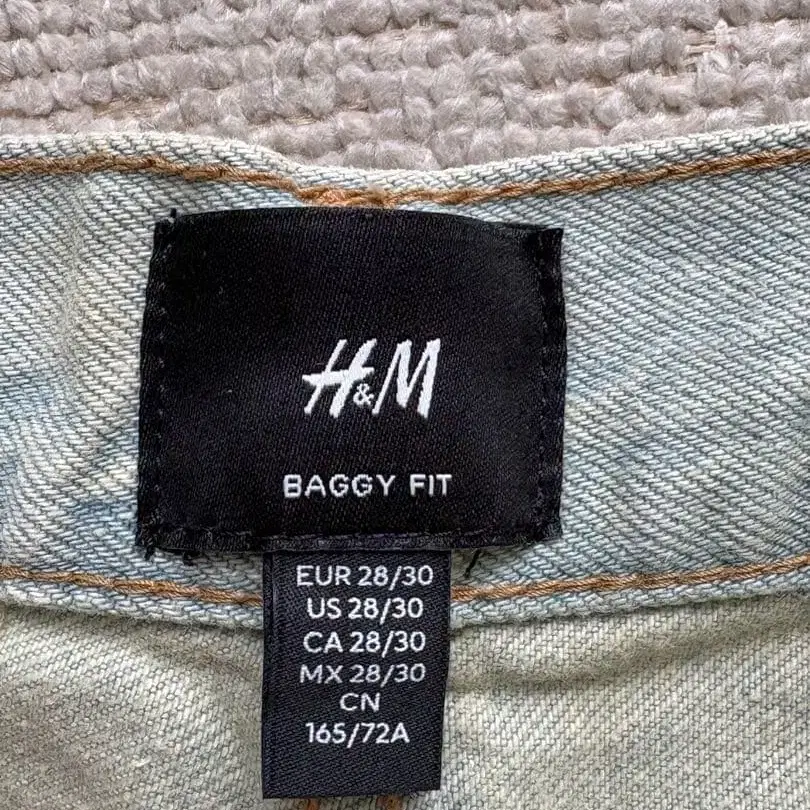 H&M
BAGGY FIT
EUR 28/30
US 28/30
CA 28/30
MX 28/30
CN
165/72A